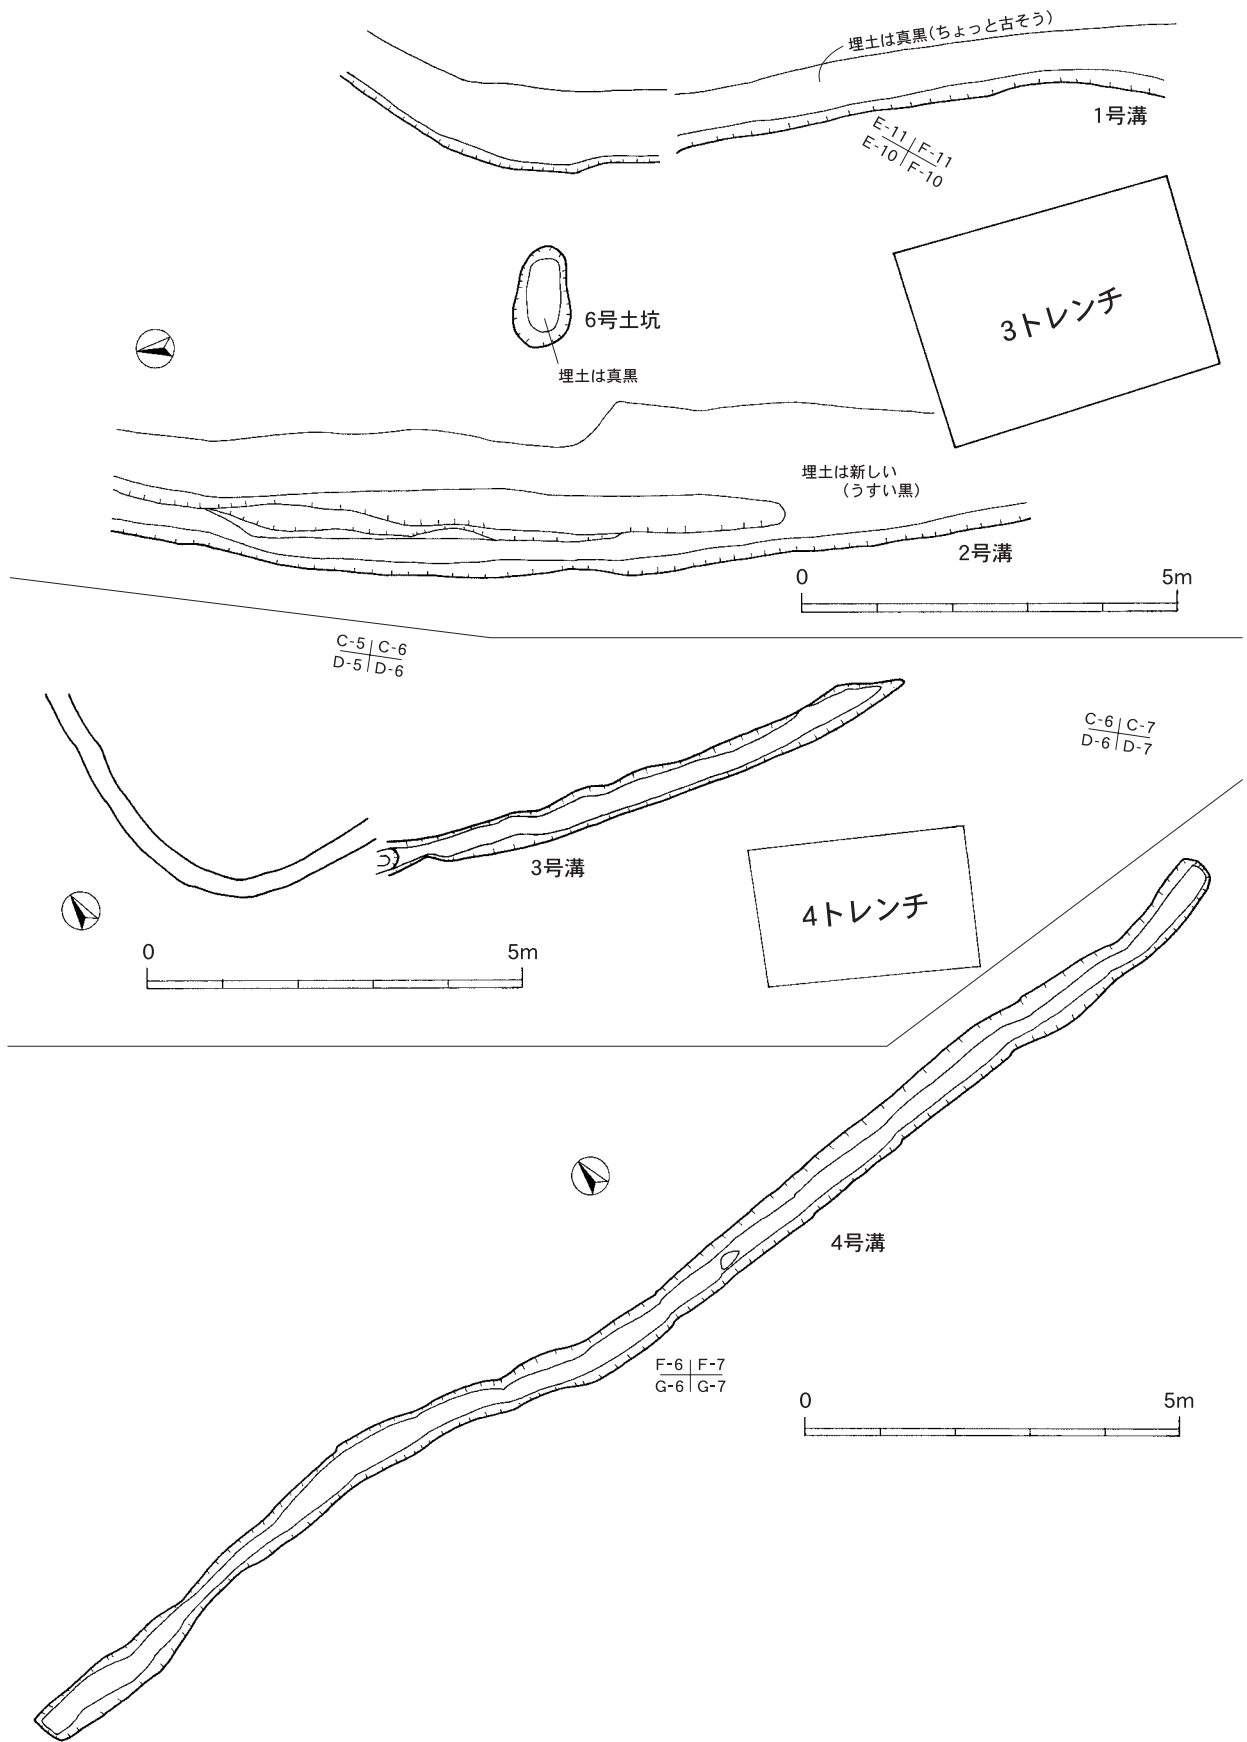 埋土は真黒(ちょっと古そう)
1号溝
E-11 F-11
E-10 F-10
3トレンチ
6号土坑
埋土は真黒
埋土は新しい
(うすい黒)
2号溝
0 5m
C-5 C-6
D-5 D-6
C-6 C-7
D-6 D-7
3号溝
4トレンチ
0 5m
4号溝
F-6 F-7
G-6 G-7
0 5m